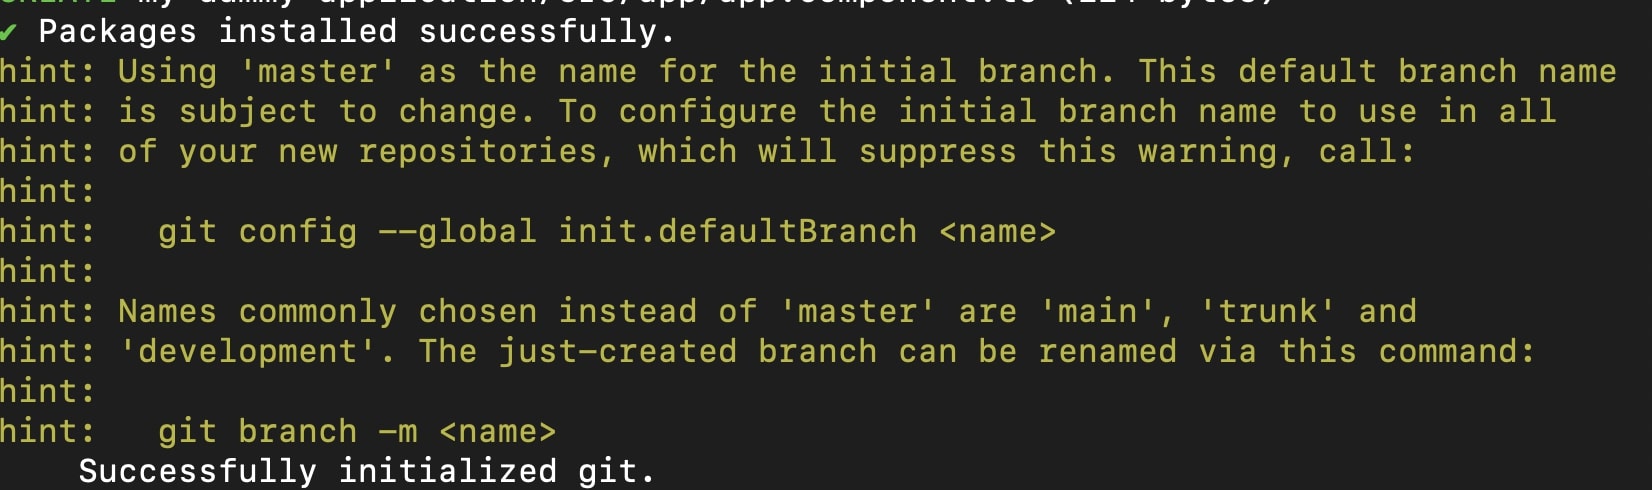 ✔ Packages installed successfully.
hint: Using 'master' as the name for the initial branch. This default branch name
hint: is subject to change. To configure the initial branch name to use in all
hint: of your new repositories, which will suppress this warning, call:
hint:
hint:   git config --global init.defaultBranch <name>
hint:
hint: Names commonly chosen instead of 'master' are 'main', 'trunk' and
hint: 'development'. The just-created branch can be renamed via this command:
hint:
hint:   git branch -m <name>
    Successfully initialized git.